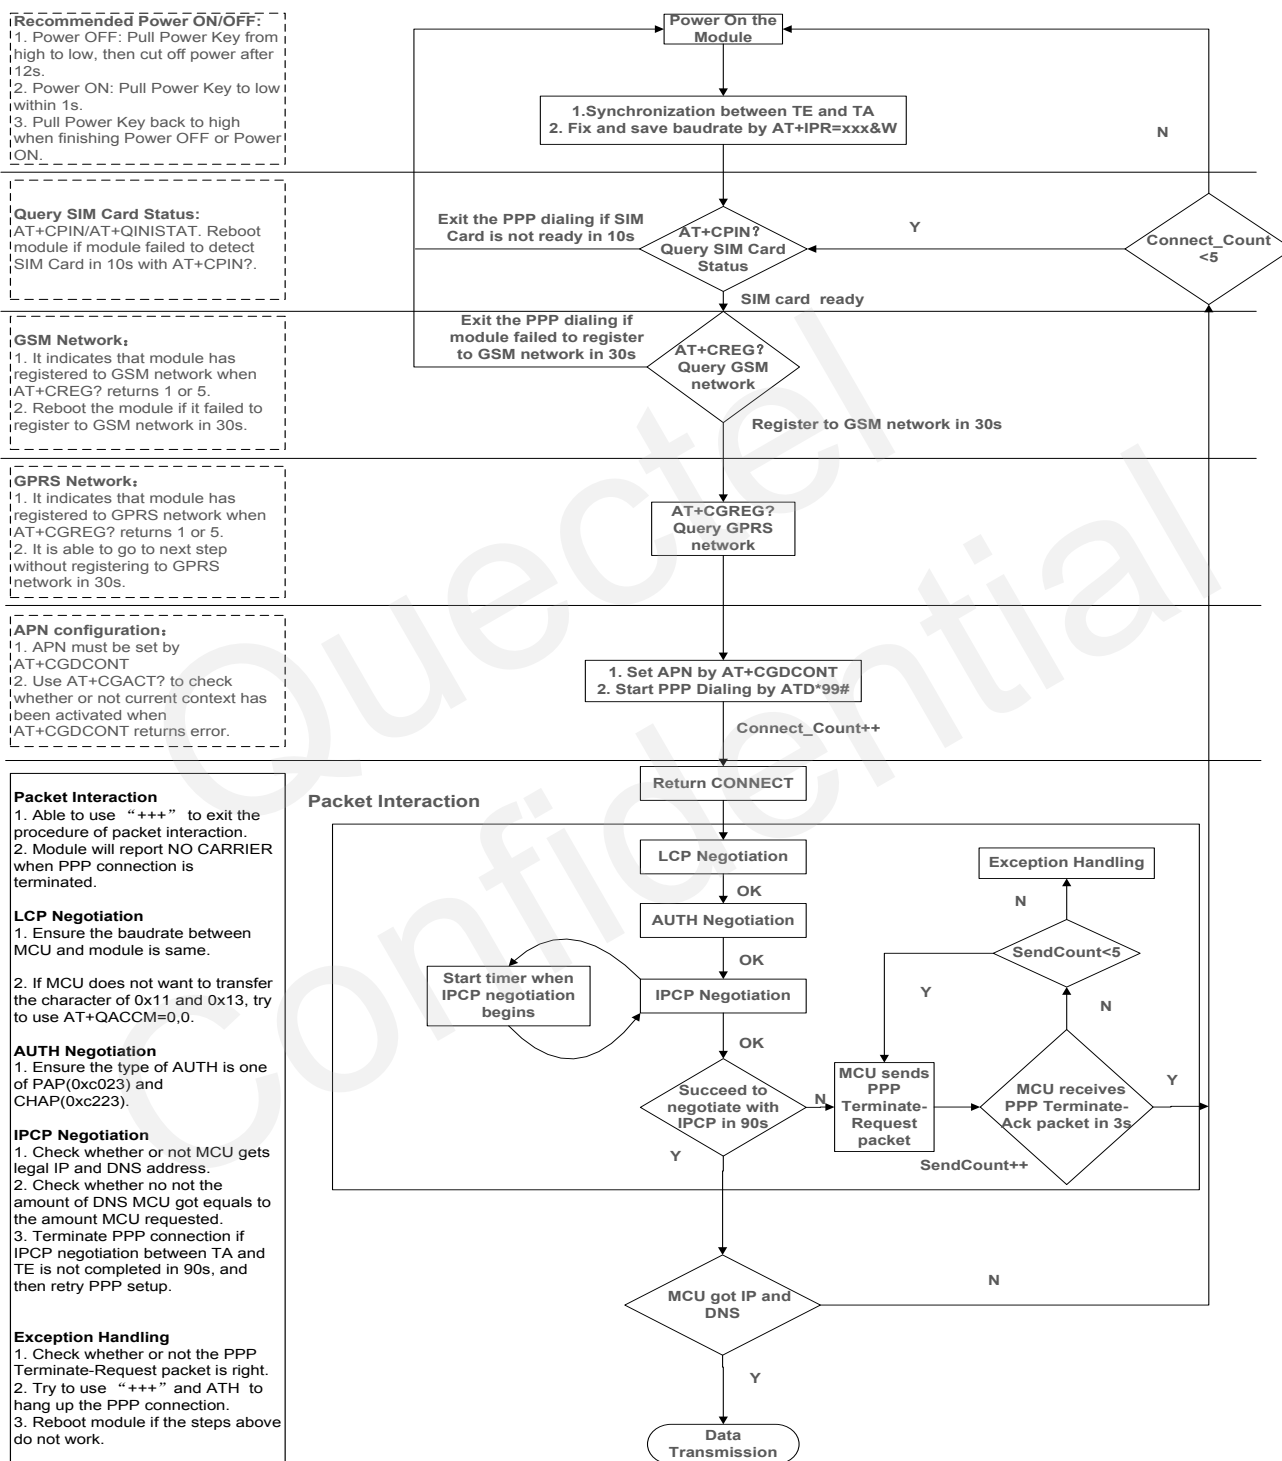 Recommended Power ON/OFF:
1. Power OFF: Pull Power Key from
high to low, then cut off power after
12s.
2. Power ON: Pull Power Key to low
within 1s.
3. Pull Power Key back to high
when finishing Power OFF or Power
ON.
Power On the
Module
1.Synchronization between TE and TA
2. Fix and save baudrate by AT+IPR=xxx&W
N
Query SIM Card Status:
AT+CPIN/AT+QINISTAT. Reboot
module if module failed to detect
SIM Card in 10s with AT+CPIN?.
Exit the PPP dialing if SIM
Card is not ready in 10s
AT+CPIN?
Query SIM Card
Status
Y
Connect_Count
<5
SIM card ready
GSM Network:
1. It indicates that module has
registered to GSM network when
AT+CREG? returns 1 or 5.
2. Reboot the module if it failed to
register to GSM network in 30s.
Exit the PPP dialing if
module failed to register
to GSM network in 30s
AT+CREG?
Query GSM
network
Register to GSM network in 30s
GPRS Network:
1. It indicates that module has
registered to GPRS network when
AT+CGREG? returns 1 or 5.
2. It is able to go to next step
without registering to GPRS
network in 30s.
AT+CGREG?
Query GPRS
network
APN configuration:
1. APN must be set by
AT+CGDCONT
2. Use AT+CGACT? to check
whether or not current context has
been activated when
AT+CGDCONT returns error.
1. Set APN by AT+CGDCONT
2. Start PPP Dialing by ATD*99#
Connect_Count++
Return CONNECT
Packet Interaction
1. Able to use “+++” to exit the
procedure of packet interaction.
2. Module will report NO CARRIER
when PPP connection is
terminated.
LCP Negotiation
1. Ensure the baudrate between
MCU and module is same.
2. If MCU does not want to transfer
the character of 0x11 and 0x13, try
to use AT+QACCM=0,0.
AUTH Negotiation
1. Ensure the type of AUTH is one
of PAP(0xc023) and
CHAP(0xc223).
IPCP Negotiation
1. Check whether or not MCU gets
legal IP and DNS address.
2. Check whether no not the
amount of DNS MCU got equals to
the amount MCU requested.
3. Terminate PPP connection if
IPCP negotiation between TA and
TE is not completed in 90s, and
then retry PPP setup.
Exception Handling
1. Check whether or not the PPP
Terminate-Request packet is right.
2. Try to use “+++” and ATH to
hang up the PPP connection.
3. Reboot module if the steps above
do not work.
Packet Interaction
LCP Negotiation
OK
AUTH Negotiation
OK
Start timer when
IPCP negotiation
begins
IPCP Negotiation
OK
Succeed to
negotiate with
IPCP in 90s
N
Y
MCU sends
PPP
Terminate-
Request
packet
SendCount++
MCU receives
PPP Terminate-
Ack packet in 3s
Y
N
SendCount<5
Y
N
Exception Handling
MCU got IP and
DNS
N
Y
Data
Transmission
Quectel
Confidential